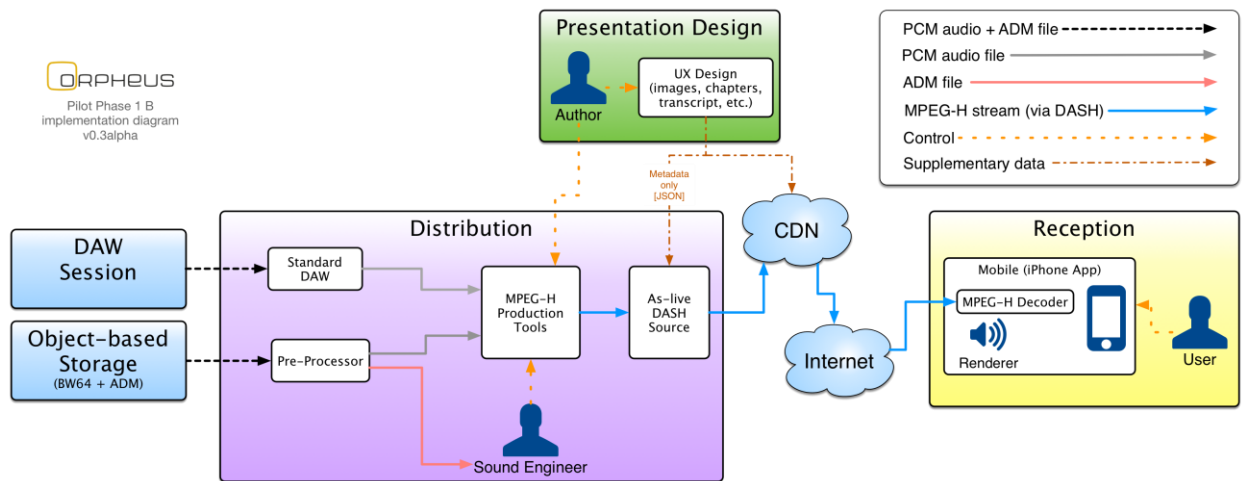 ORPHEUS
Pilot Phase 1 B
implementation diagram
v0.3alpha
Presentation Design
Author
UX Design
(images, chapters,
transcript, etc.)
PCM audio + ADM file
PCM audio file
ADM file
MPEG-H stream (via DASH)
Control
Supplementary data
Metadata
only
[JSON]
DAW
Session
Object-based
Storage
(BW64 + ADM)
Distribution
Standard
DAW
Pre-Processor
MPEG-H
Production
Tools
As-live
DASH
Source
Sound Engineer
CDN
Internet
Reception
Mobile (iPhone App)
MPEG-H Decoder
Renderer
User